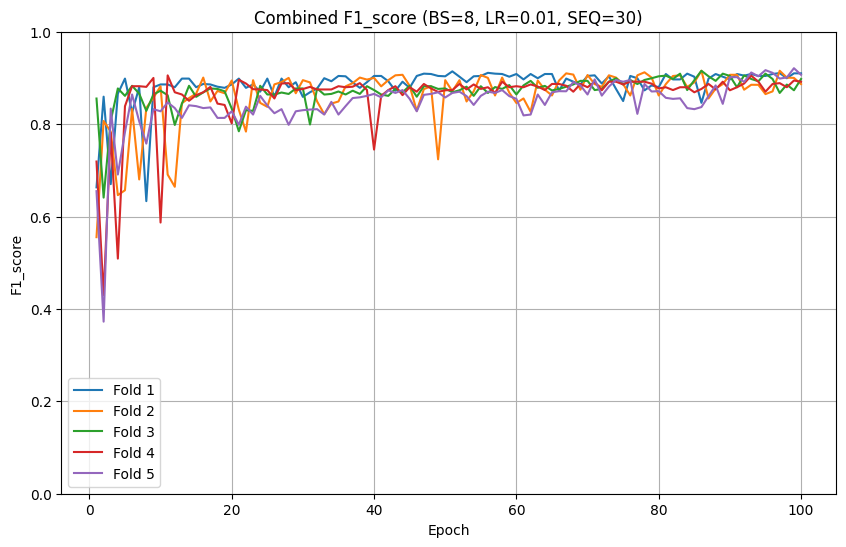 Combined F1_score (BS=8, LR=0.01, SEQ=30)
1.0
0.8
0.6
0.4
0.2
0.0
F1_score
Fold 1
Fold 2
Fold 3
Fold 4
Fold 5
0 20 40 60 80 100
Epoch